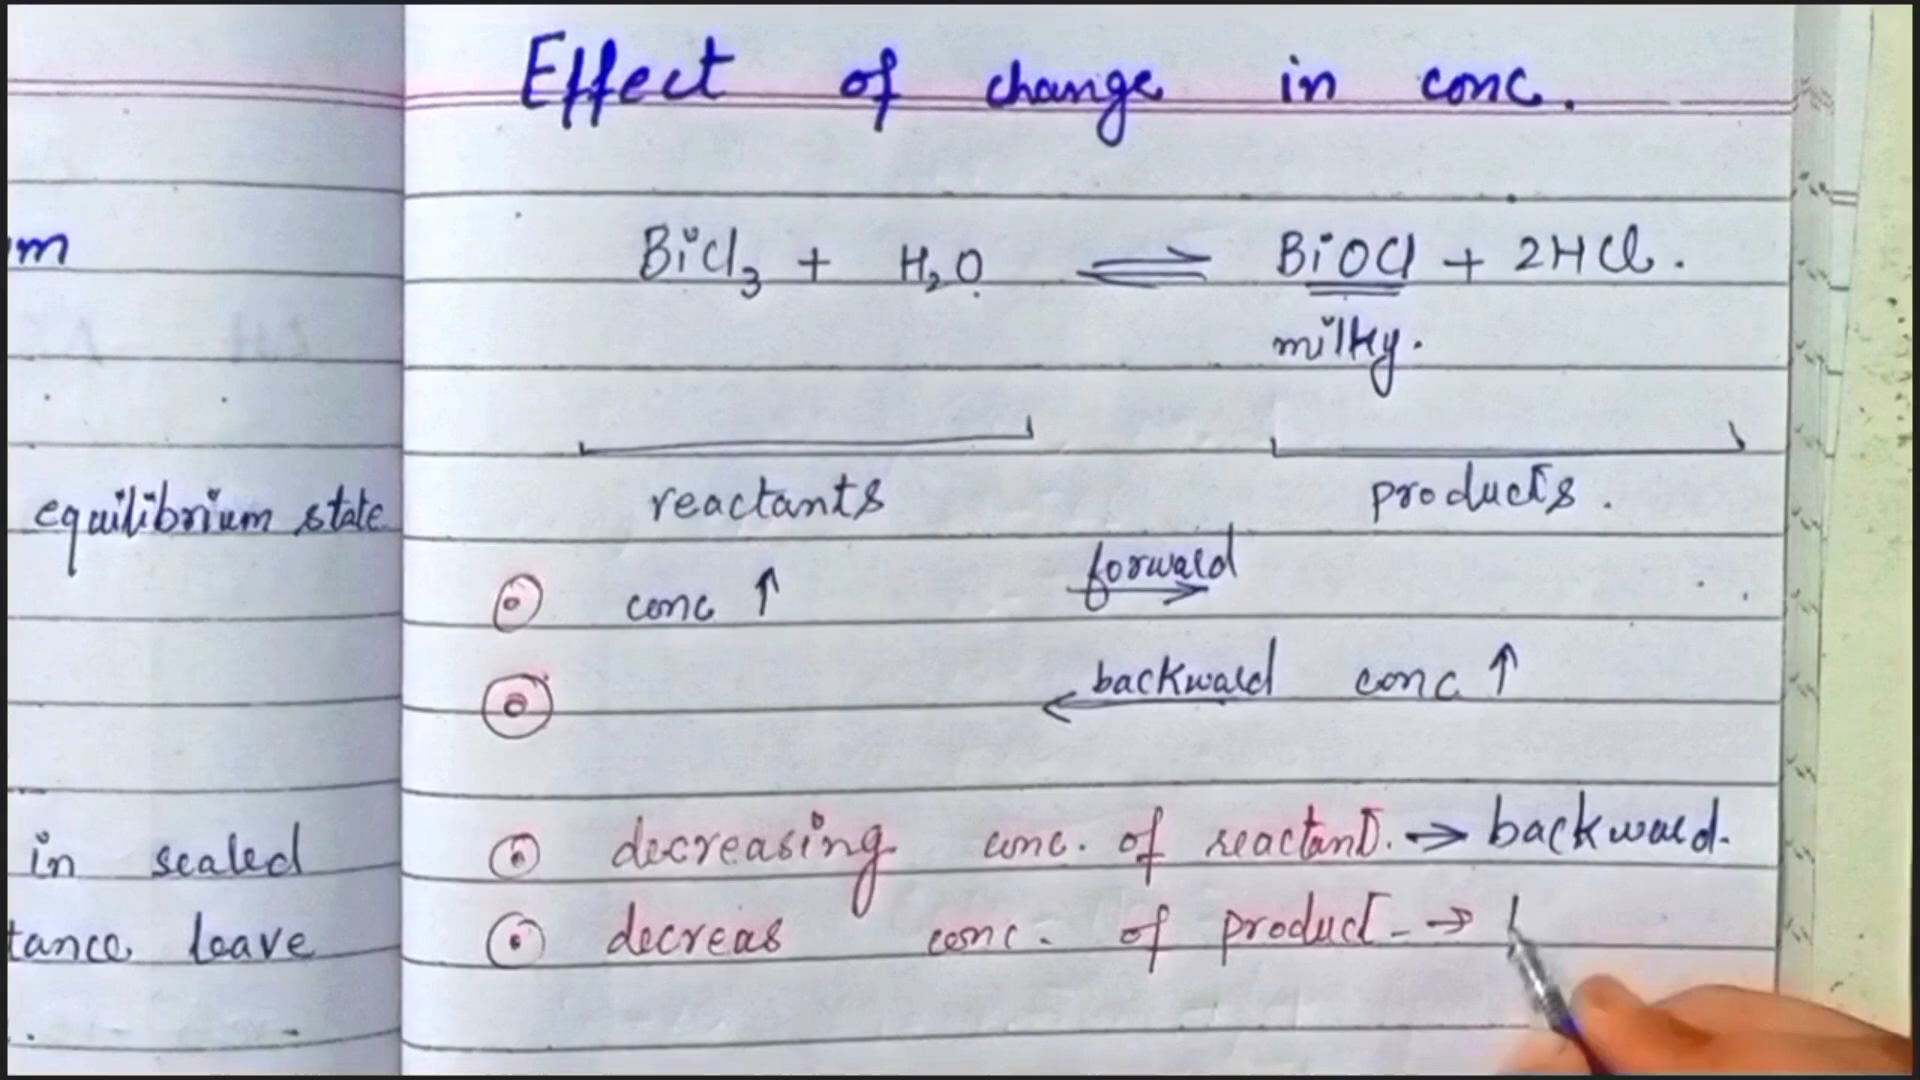 Effect of change in conc.
m
BiCl₃ + H₂O ⇌ BiOCl + 2HCl.
milky.
equilibrium state
reactants products.
conc ↑ forward
backward conc ↑
in sealed
decreasing conc. of reactant. → backward.
tance leave
decreas conc. of product - →